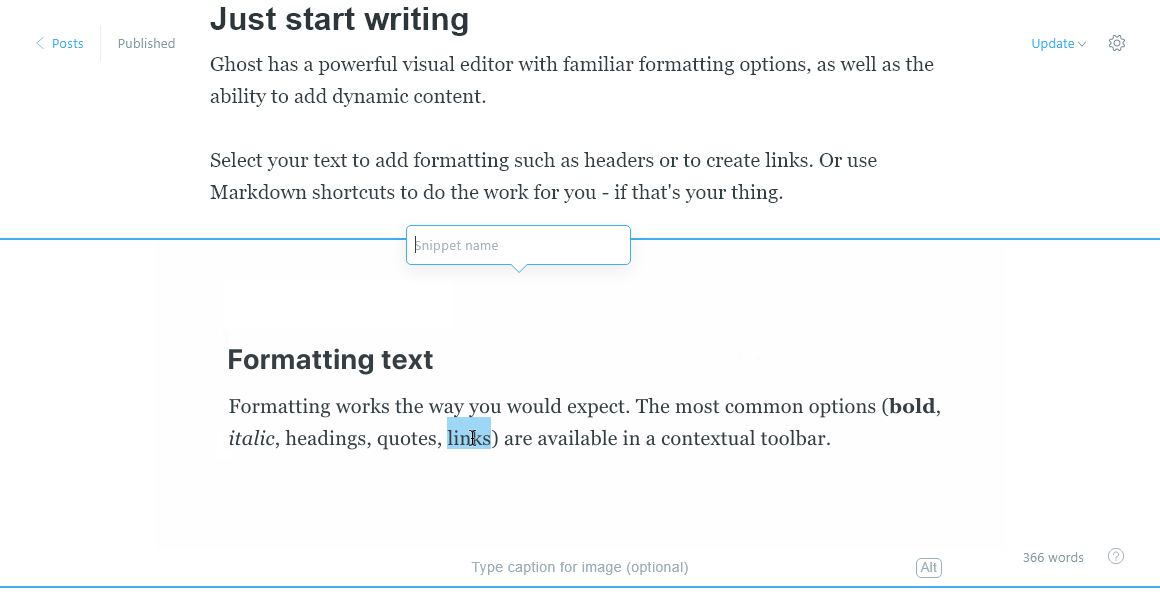 Just start writing
Posts
Published
Update
Ghost has a powerful visual editor with familiar formatting options, as well as the
ability to add dynamic content.
Select your text to add formatting such as headers or to create links. Or use
Markdown shortcuts to do the work for you - if that's your thing.
Snippet name
Formatting text
Formatting works the way you would expect. The most common options (bold,
italic, headings, quotes, links) are available in a contextual toolbar.
366 words
?
Type caption for image (optional)
Alt